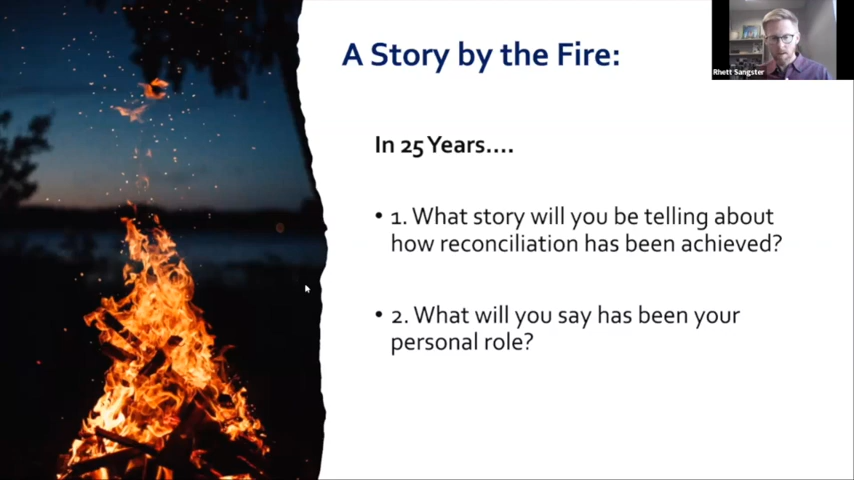 A Story by the Fire:
Rhett Sangster
In 25 Years....
• 1. What story will you be telling about
how reconciliation has been achieved?
• 2. What will you say has been your
personal role?